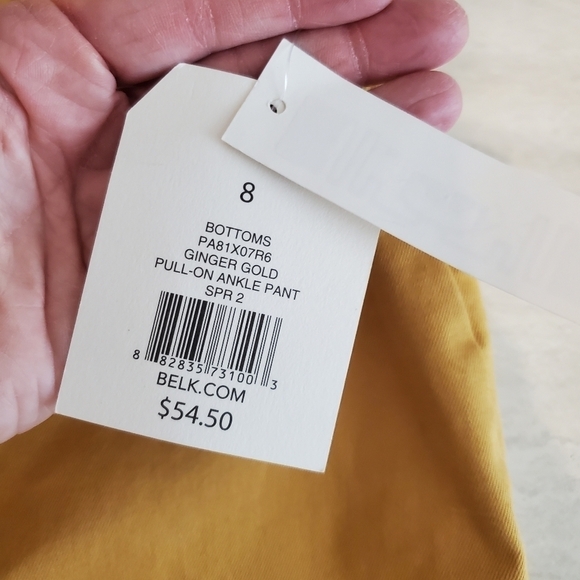 8
BOTTOMS
PA81X07R6
GINGER GOLD
PULL-ON ANKLE PANT
SPR 2
8 82835 73100 3
BELK.COM
$54.50